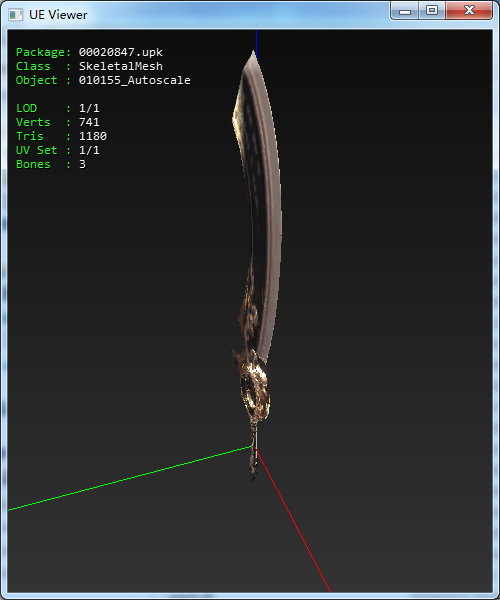 UE Viewer
Package: 00020847.upk
Class  : SkeletalMesh
Object : 010155_Autoscale
LOD    : 1/1
Verts  : 741
Tris   : 1180
UV Set : 1/1
Bones  : 3